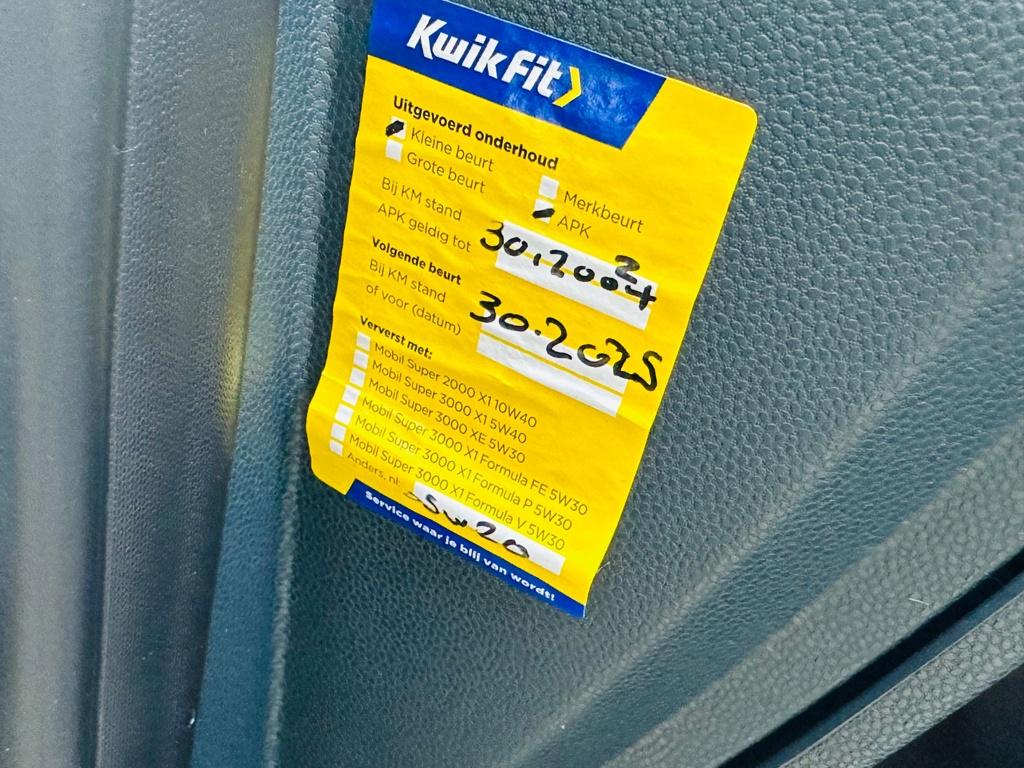 KwikFit
Uitgevoerd onderhoud
Kleine beurt
Grote beurt
Merkbeurt
APK
Bij KM stand
APK geldig tot
Volgende beurt
Bij KM stand
30.2025
of voor (datum)
Ververst met:
Mobil Super 2000 X1 10W40
Mobil Super 3000 X1 5W40
Mobil Super 3000 XE 5W30
Mobil Super 3000 X1 Formula FE 5W30
Mobil Super 3000 X1 Formula P 5W30
Mobil Super 3000 X1 Formula V 5W30
Anders, nl: 5W20
Service waar je blij van wordt!